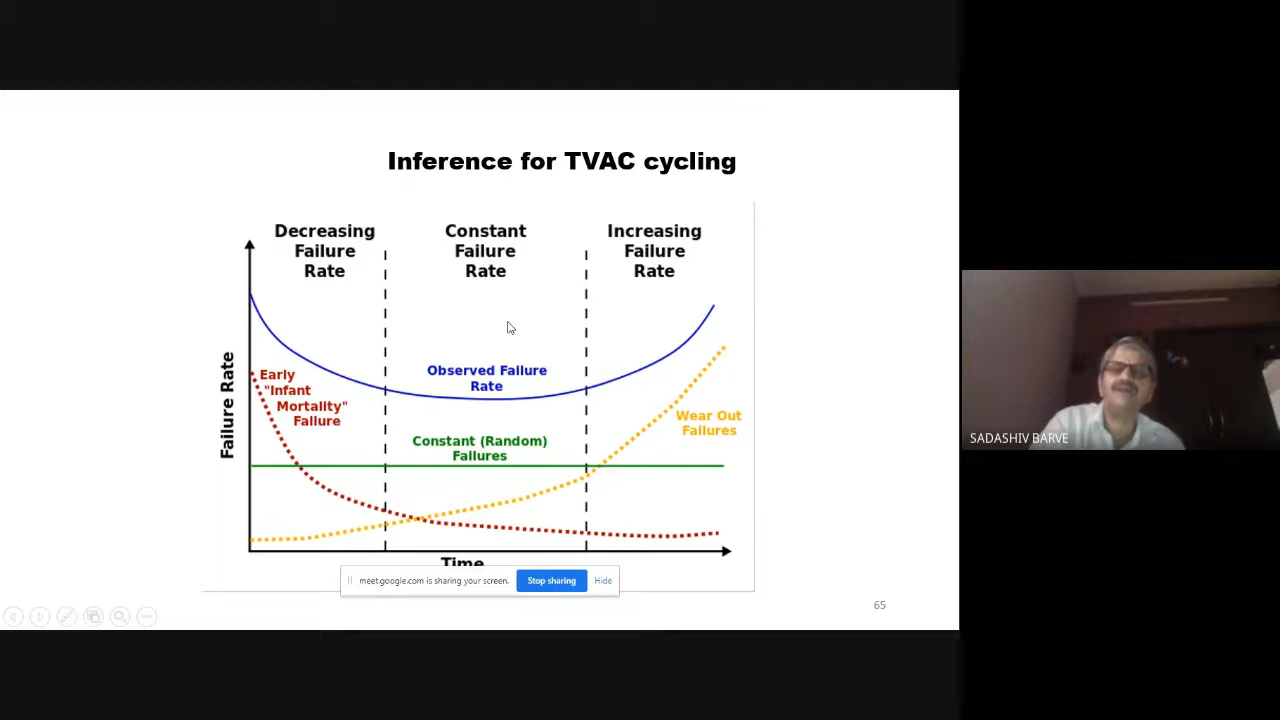 Inference for TVAC cycling
Decreasing
Failure
Rate
Constant
Failure
Rate
Increasing
Failure
Rate
Failure Rate
Early
"Infant
Mortality"
Failure
Observed Failure
Rate
Constant (Random)
Failures
Wear Out
Failures
Time
meet.google.com is sharing your screen.
Stop sharing
Hide
65
SADASHIV BARVE